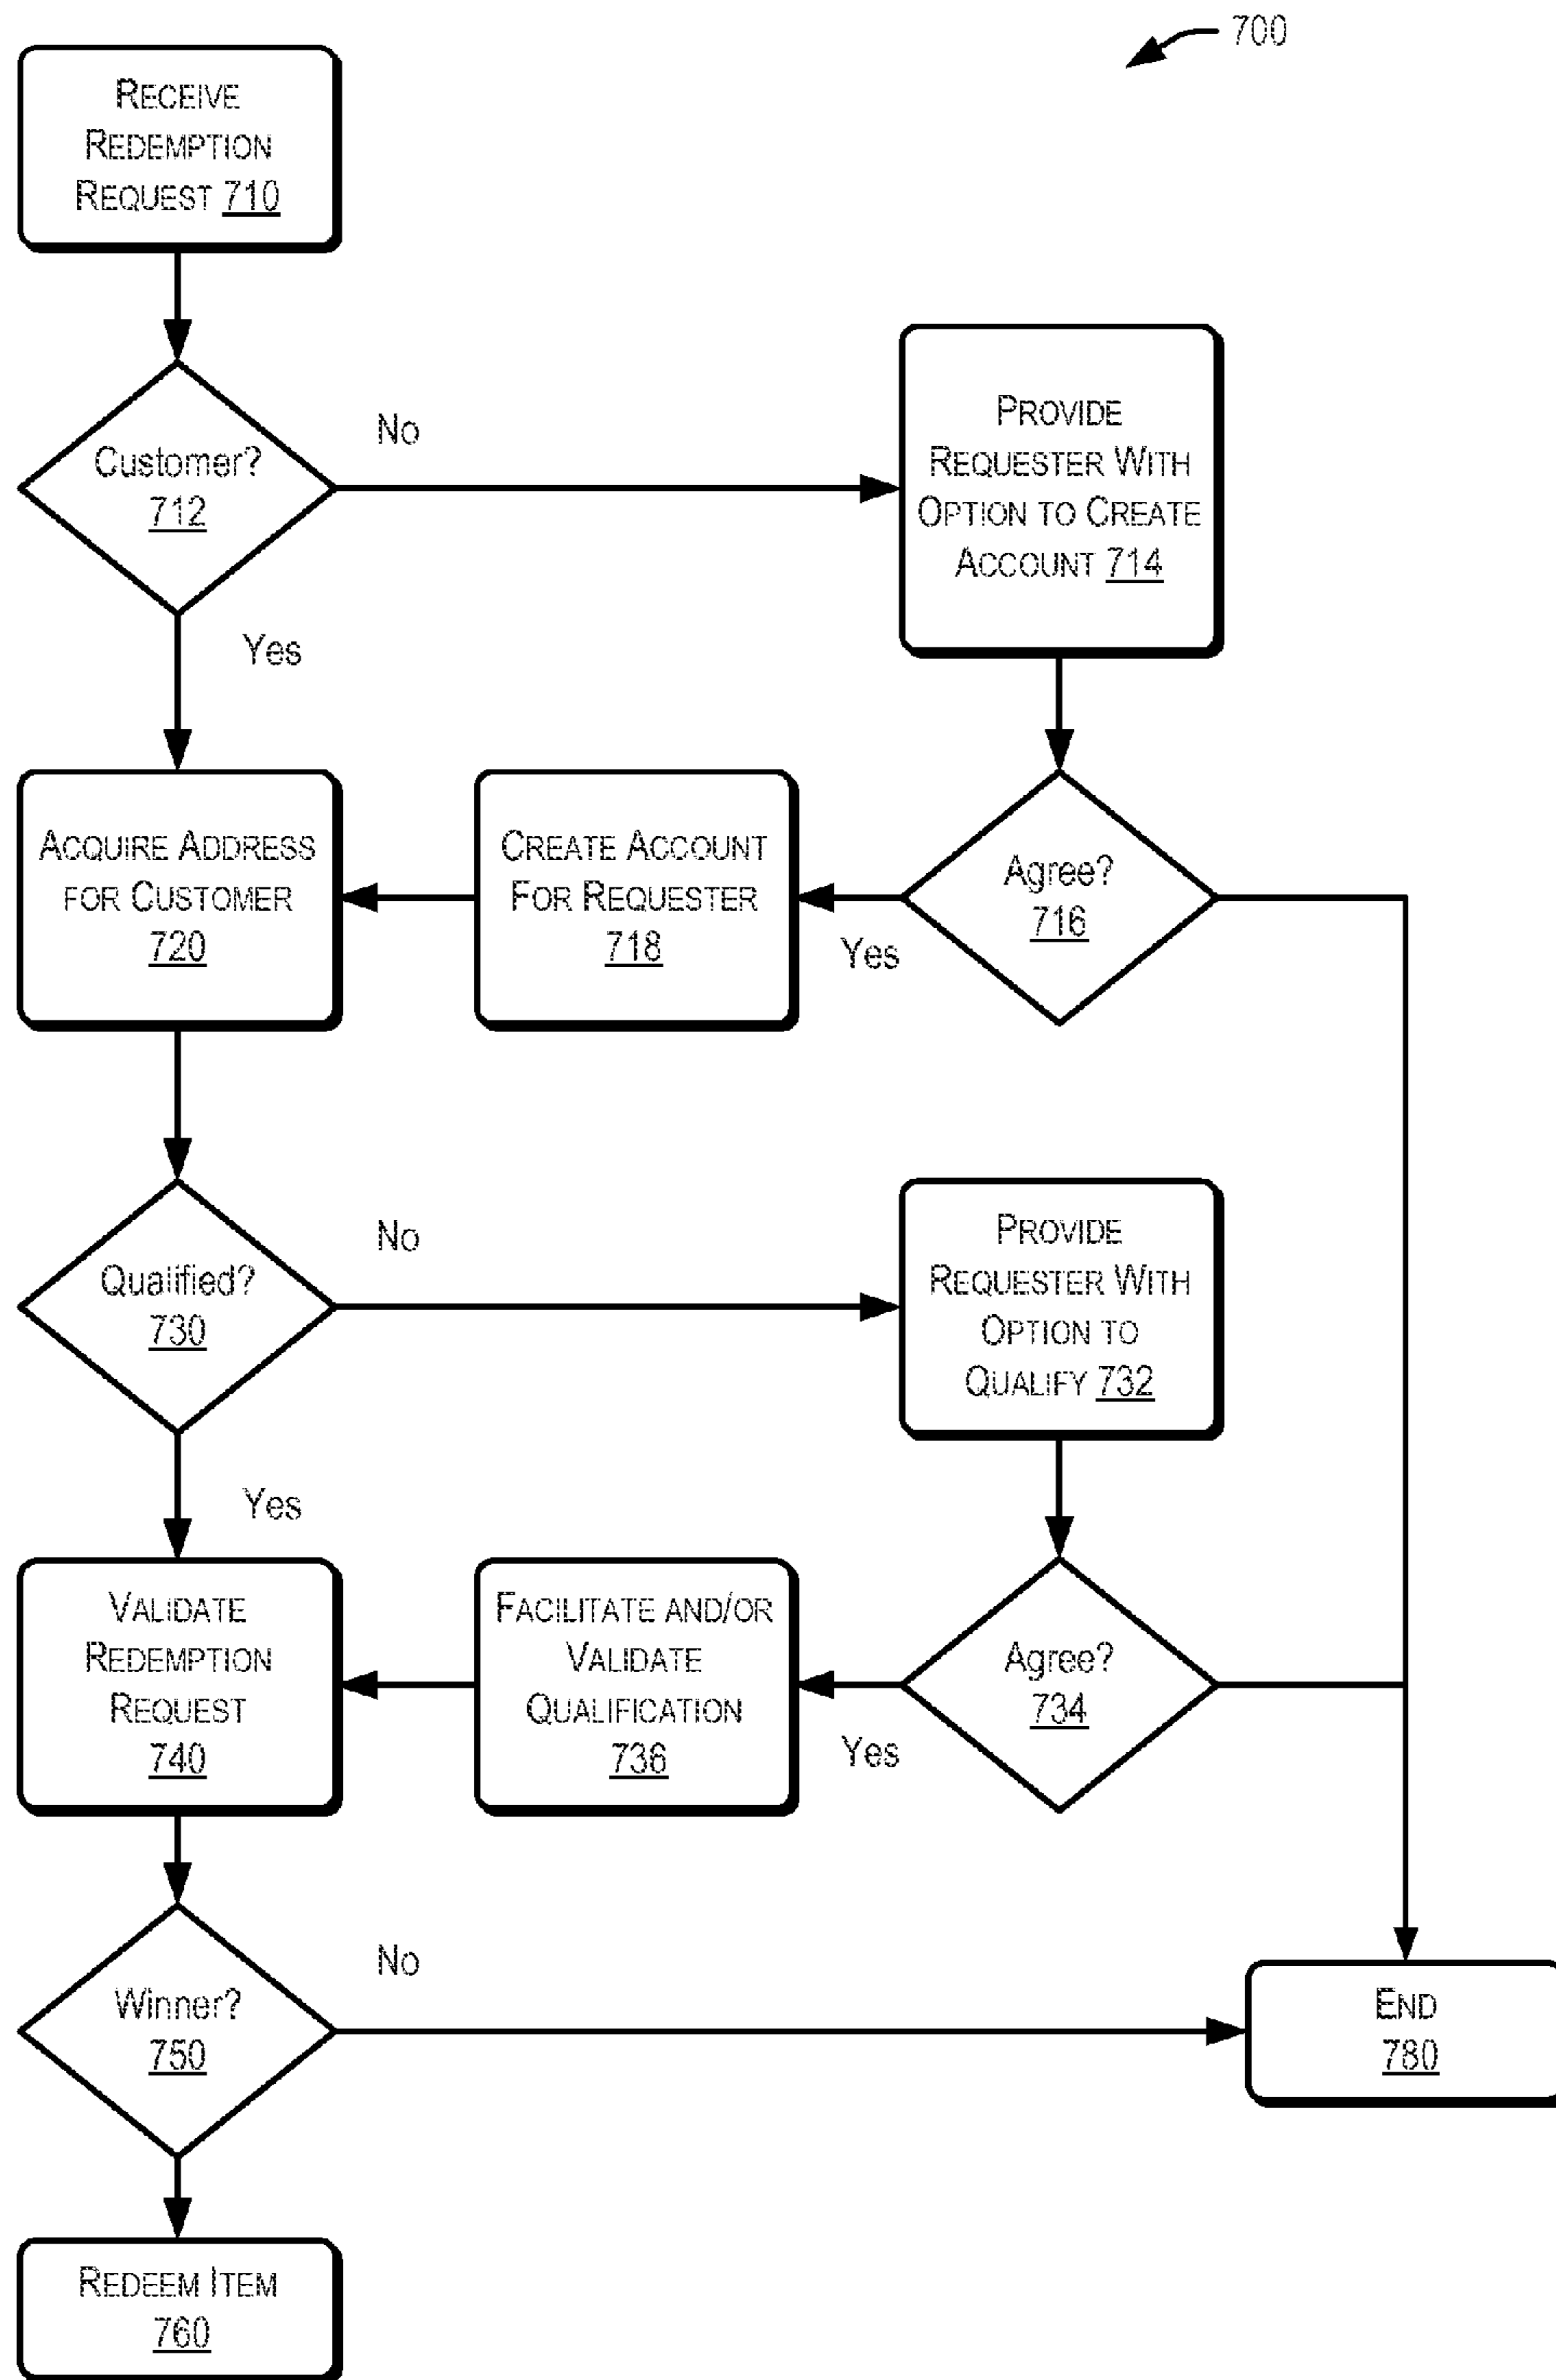 700
RECEIVE
REDEMPTION
REQUEST 710
Customer?
712
No
Yes
PROVIDE
REQUESTER WITH
OPTION TO CREATE
ACCOUNT 714
ACQUIRE ADDRESS
FOR CUSTOMER
720
CREATE ACCOUNT
FOR REQUESTER
718
Yes
Agree?
716
Qualified?
730
No
Yes
PROVIDE
REQUESTER WITH
OPTION TO
QUALIFY 732
VALIDATE
REDEMPTION
REQUEST
740
FACILITATE AND/OR
VALIDATE
QUALIFICATION
736
Yes
Agree?
734
Winner?
750
No
END
780
REDEEM ITEM
760